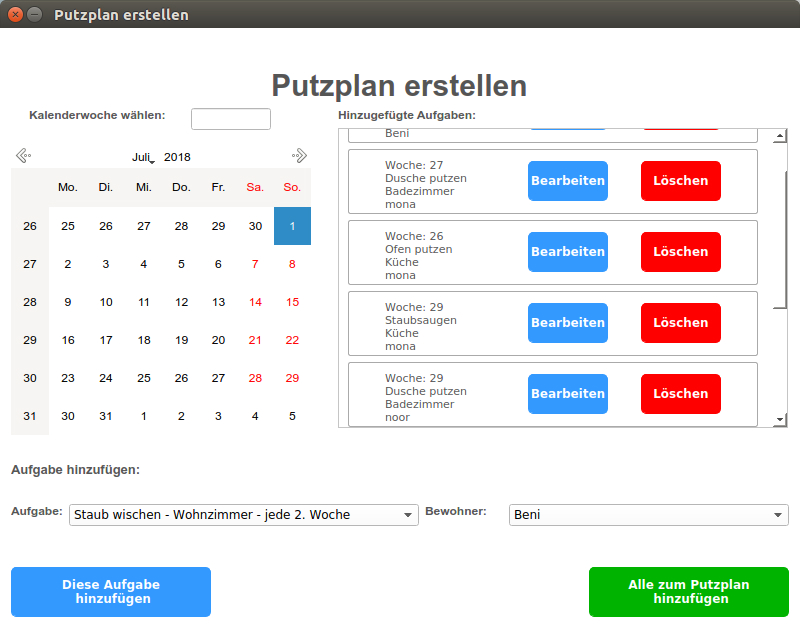 Putzplan erstellen
Putzplan erstellen
Kalenderwoche wählen:
Hinzugefügte Aufgaben:
Juli 2018
Mo. Di. Mi. Do. Fr. Sa. So.
26 25 26 27 28 29 30 1
27 2 3 4 5 6 7 8
28 9 10 11 12 13 14 15
29 16 17 18 19 20 21 22
30 23 24 25 26 27 28 29
31 30 31 1 2 3 4 5
Beni
Woche: 27
Dusche putzen
Badezimmer
mona
Bearbeiten Löschen
Woche: 26
Ofen putzen
Küche
mona
Bearbeiten Löschen
Woche: 29
Staubsaugen
Küche
mona
Bearbeiten Löschen
Woche: 29
Dusche putzen
Badezimmer
noor
Bearbeiten Löschen
Aufgabe hinzufügen:
Aufgabe: Staub wischen - Wohnzimmer - jede 2. Woche Bewohner: Beni
Diese Aufgabe
hinzufügen
Alle zum Putzplan
hinzufügen